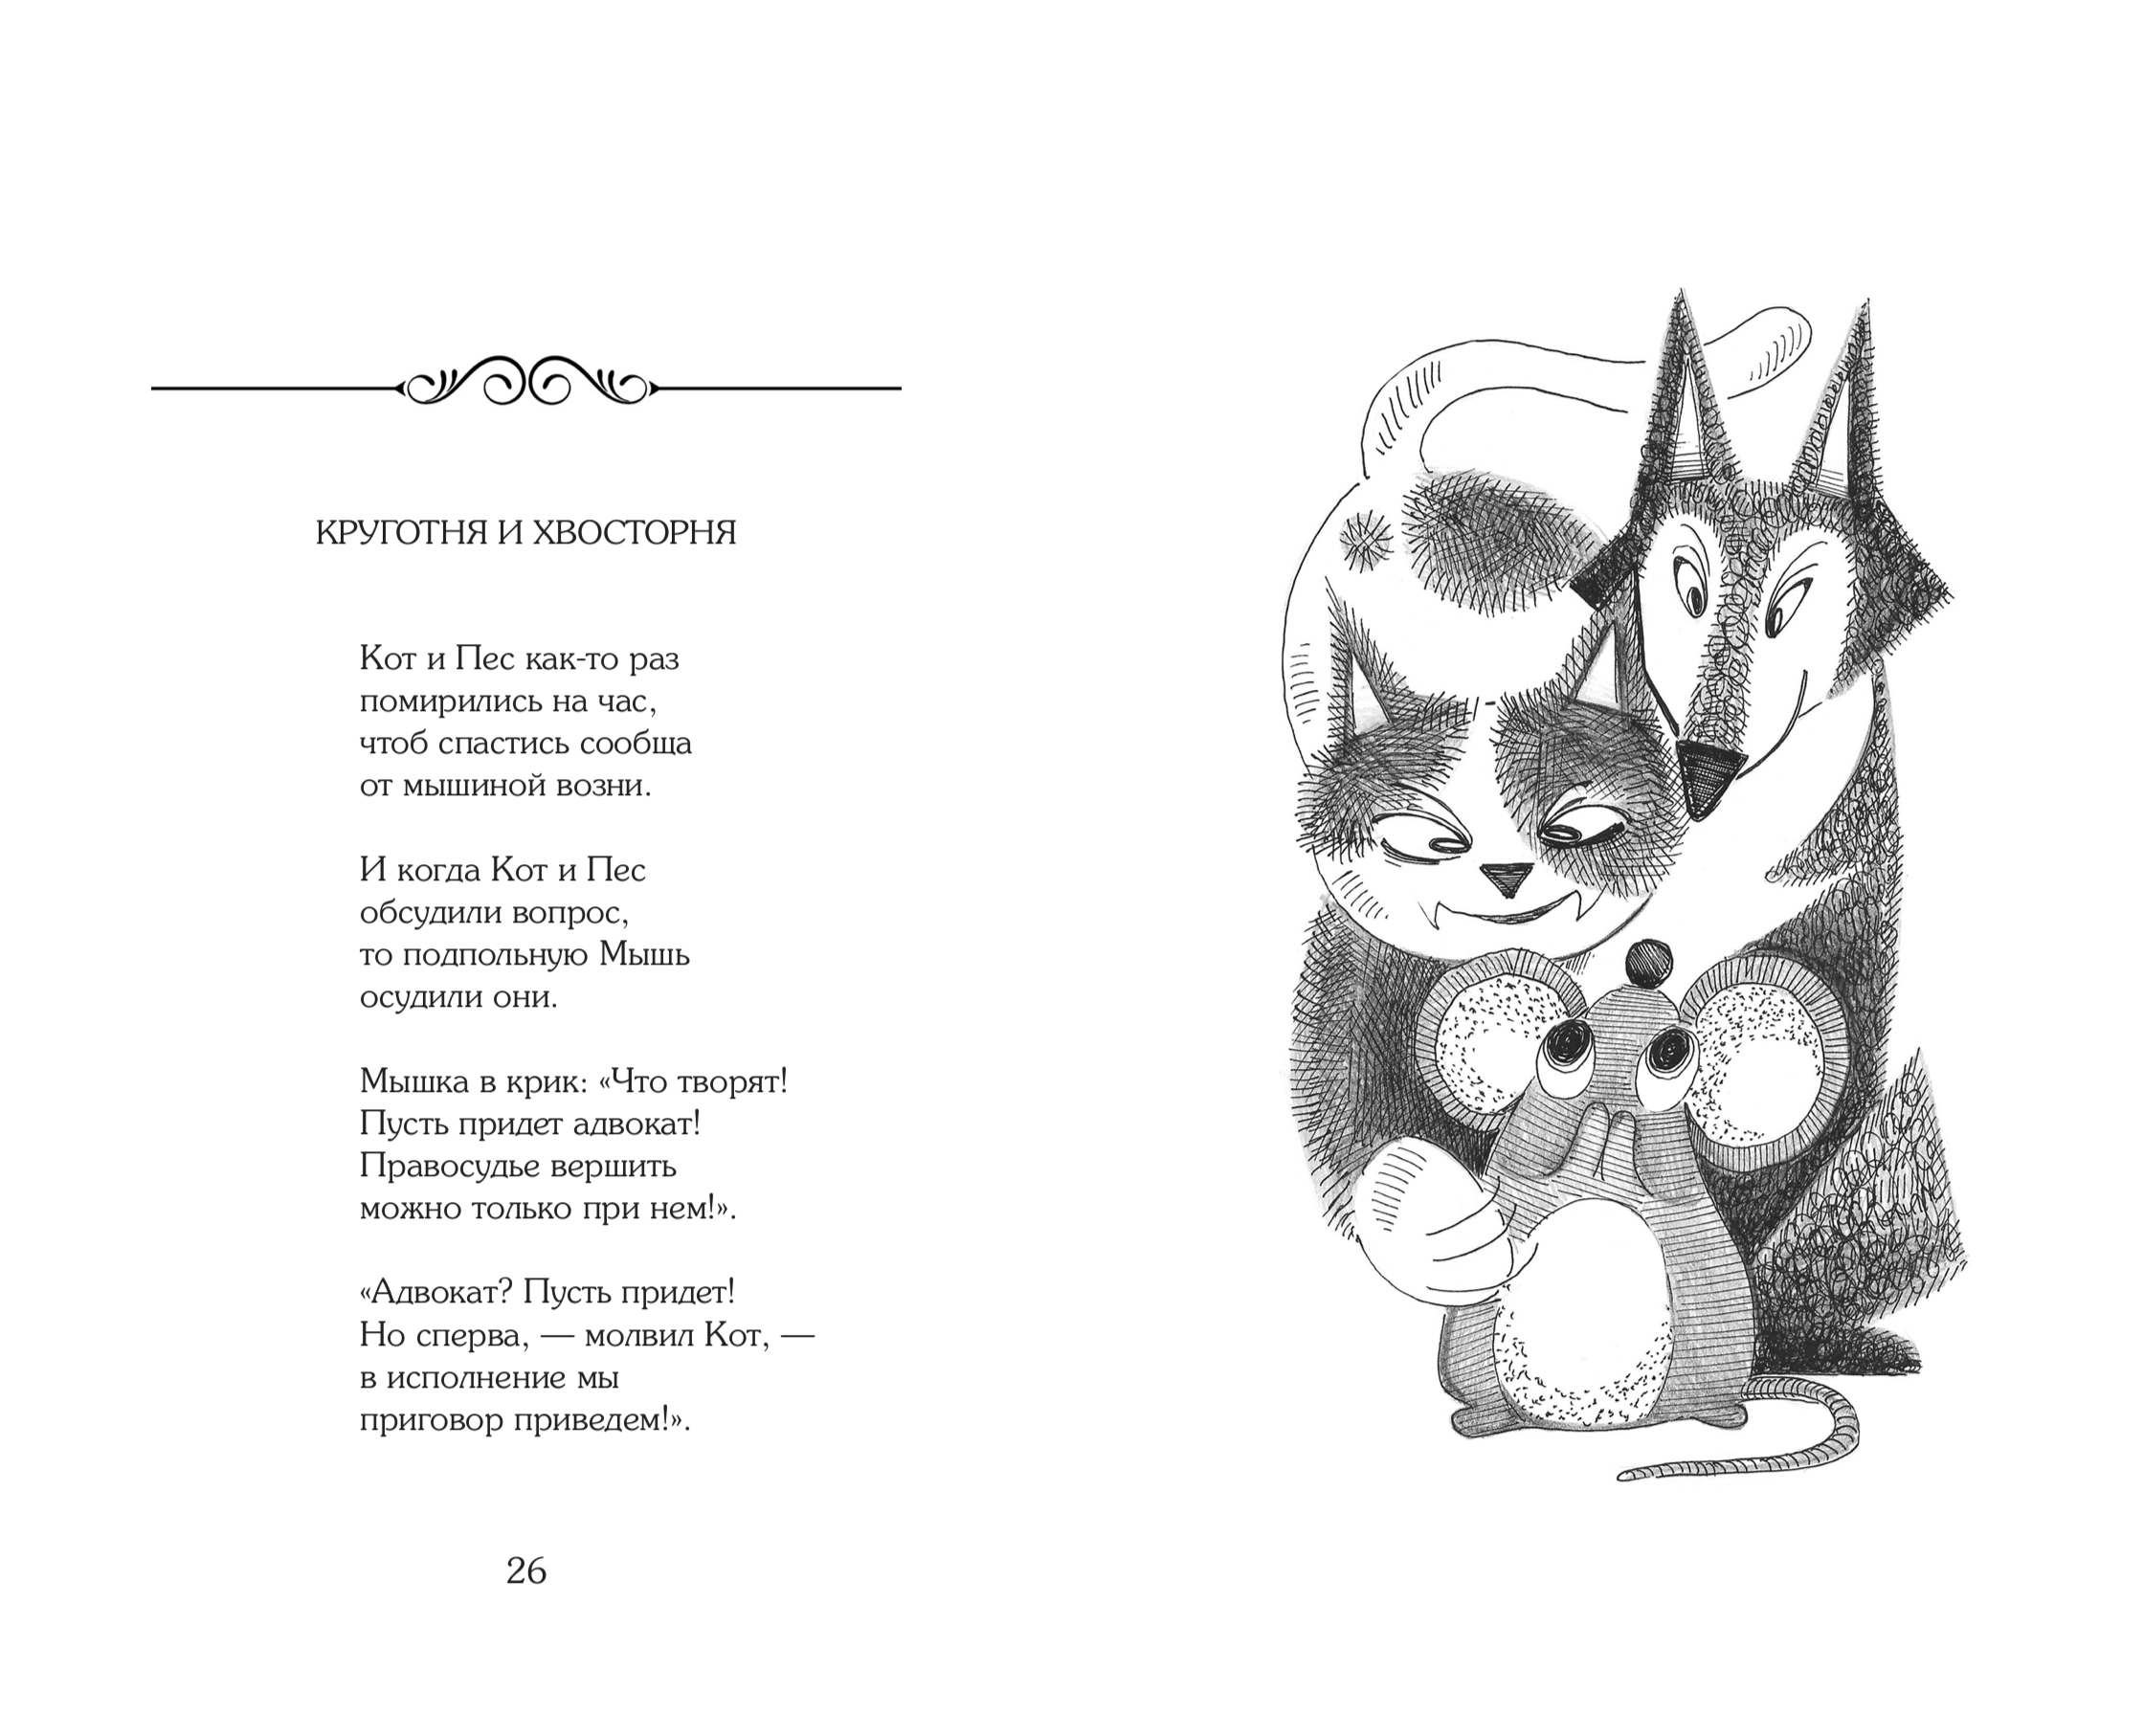 КРУГОТНЯ И ХВОСТОРНЯ
Кот и Пес как-то раз
помирились на час,
чтоб спастись сообща
от мышиной возни.
И когда Кот и Пес
обсудили вопрос,
то подпольную Мышь
осудили они.
Мышка в крик: «Что творят!
Пусть придет адвокат!
Правосудье вершить
можно только при нем!».
«Адвокат? Пусть придет!
Но сперва, — молвил Кот, —
в исполнение мы
приговор приведем!».
26